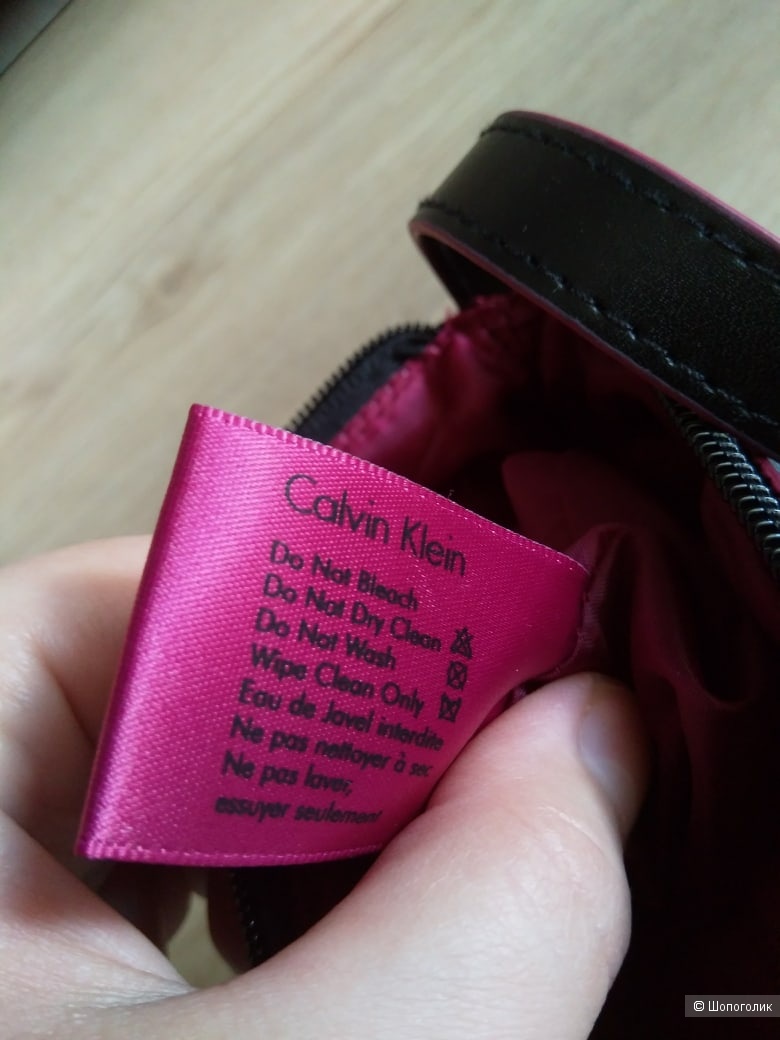 Calvin Klein
Do Not Bleach
Do Not Dry Clean
Do Not Wash
Wipe Clean Only
Eau de Javel interdite
Ne pas nettoyer à sec
Ne pas laver,
essuyer seulement
© Шопоголик